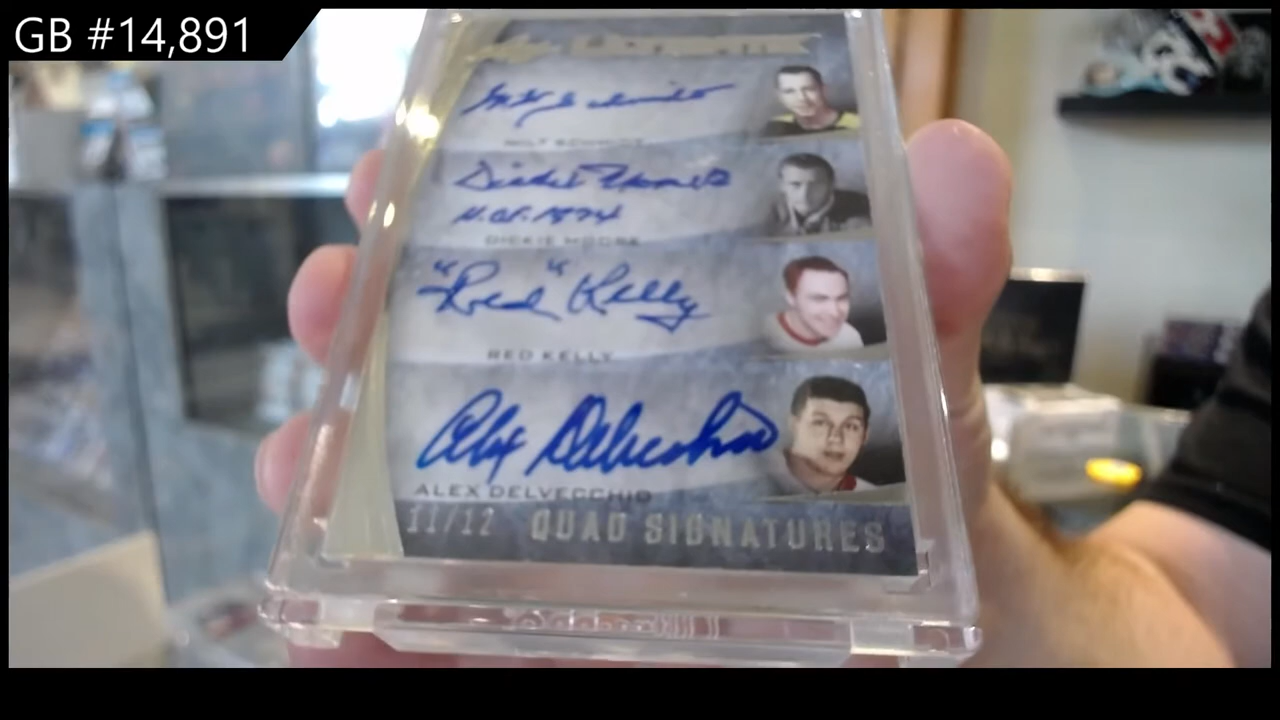 GB #14,891
MILT SCHMIDT
Dickie Moore
H.OF. 1974
DICKIE MOORE
"Red" Kelly
RED KELLY
Alex Delvecchio
ALEX DELVECCHIO
11/12 QUAD SIGNATURES